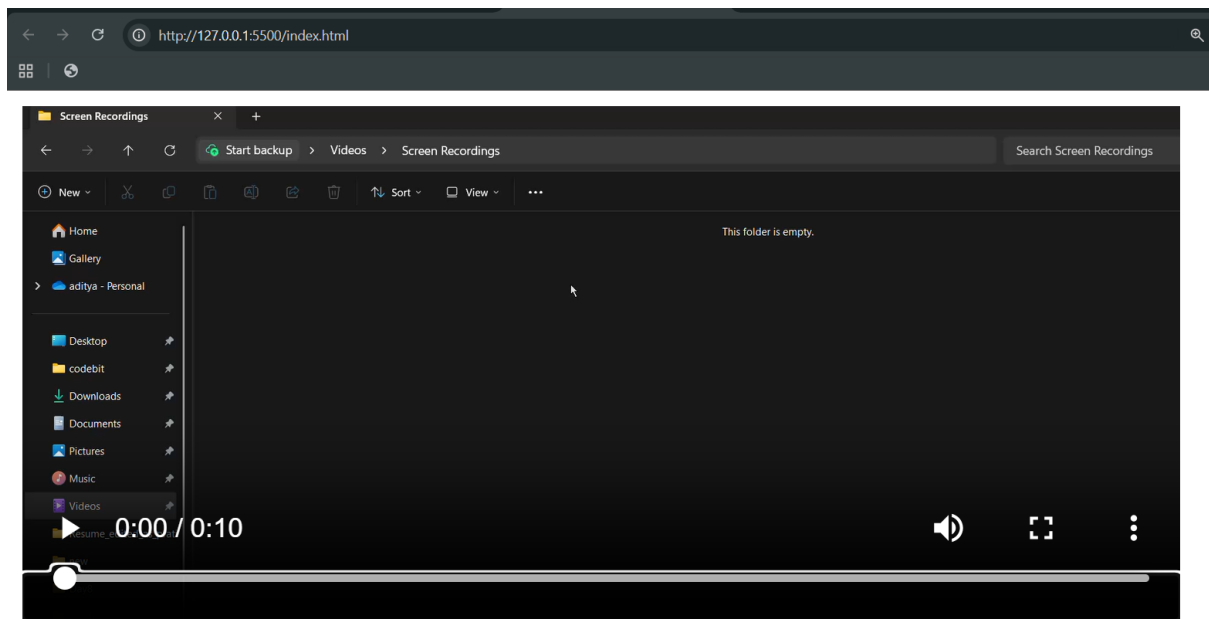 http://127.0.0.1:5500/index.html
Screen Recordings
Start backup > Videos > Screen Recordings
Search Screen Recordings
New
Sort
View
Home
This folder is empty.
Gallery
aditya - Personal
Desktop
codebit
Downloads
Documents
Pictures
Music
Videos
0:00 / 0:10